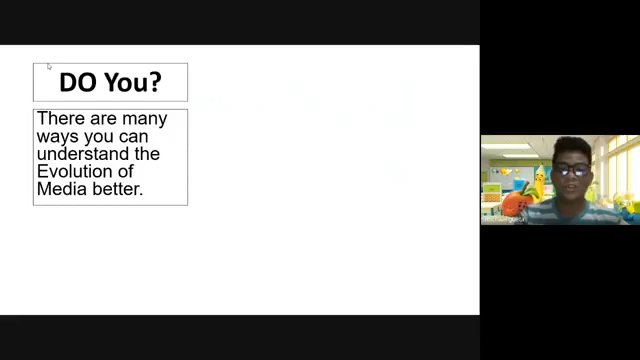 DO You?
There are many
ways you can
understand the
Evolution of
Media better.